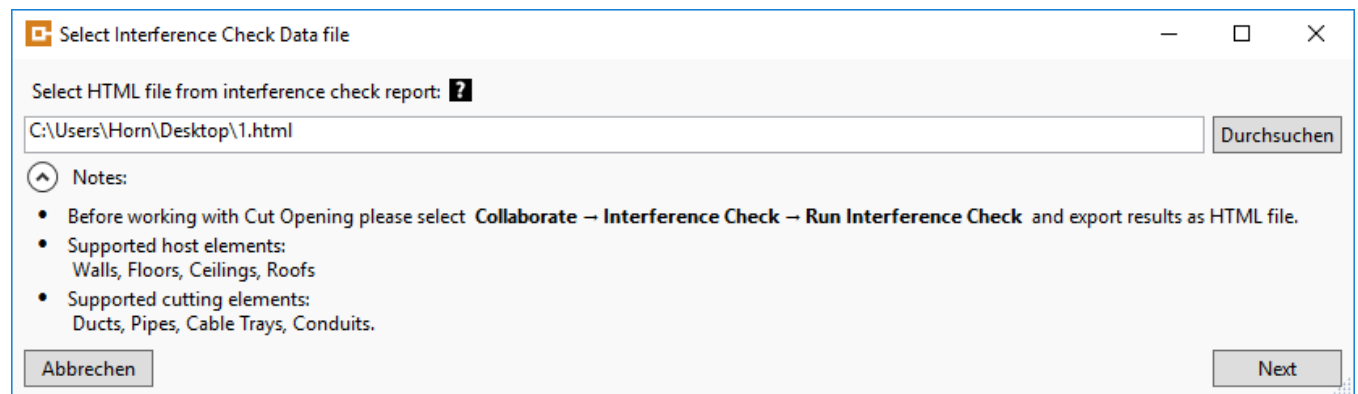 Select Interference Check Data file
Select HTML file from interference check report: ?
C:\Users\Horn\Desktop\1.html
Durchsuchen
Notes:
• Before working with Cut Opening please select Collaborate → Interference Check → Run Interference Check and export results as HTML file.
• Supported host elements:
Walls, Floors, Ceilings, Roofs
• Supported cutting elements:
Ducts, Pipes, Cable Trays, Conduits.
Abbrechen
Next